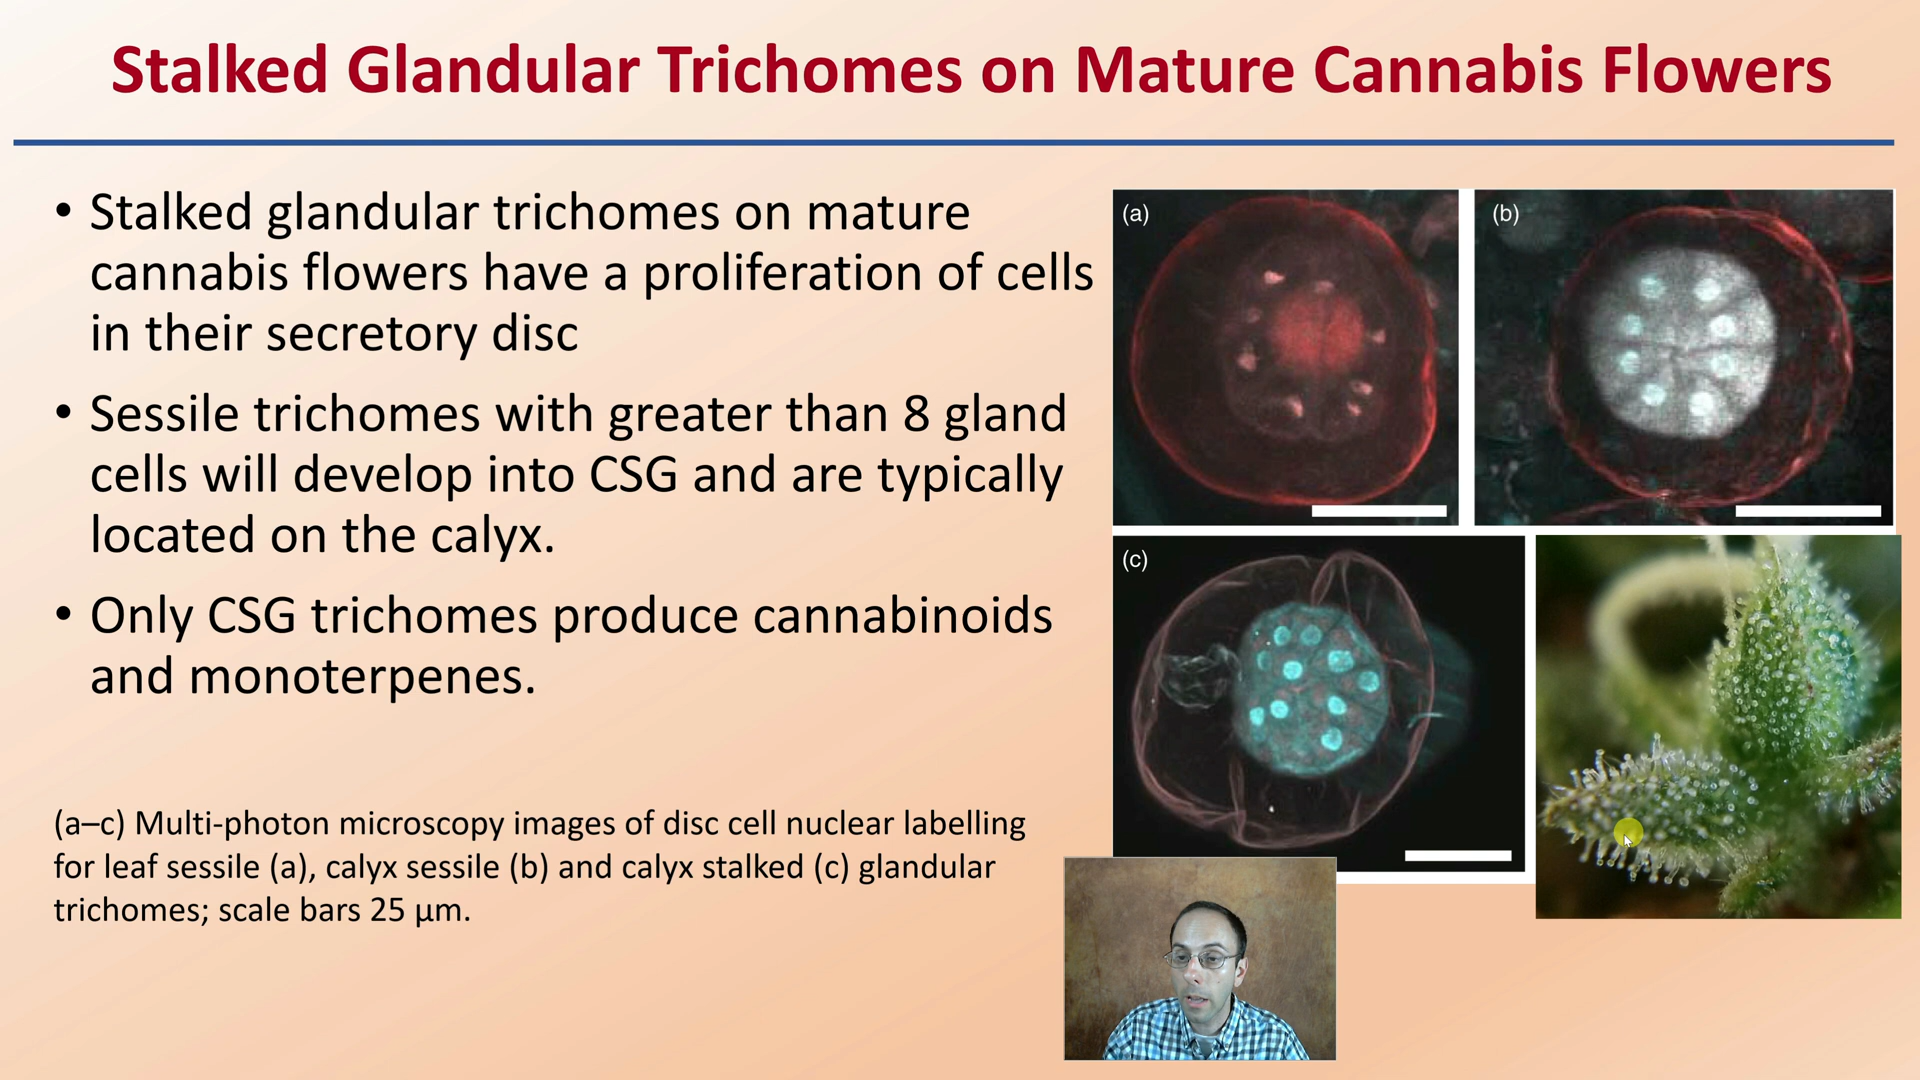 Stalked Glandular Trichomes on Mature Cannabis Flowers
• Stalked glandular trichomes on mature
cannabis flowers have a proliferation of cells
in their secretory disc
• Sessile trichomes with greater than 8 gland
cells will develop into CSG and are typically
located on the calyx.
• Only CSG trichomes produce cannabinoids
and monoterpenes.
(a–c) Multi-photon microscopy images of disc cell nuclear labelling
for leaf sessile (a), calyx sessile (b) and calyx stalked (c) glandular
trichomes; scale bars 25 μm.
(a)
(b)
(c)